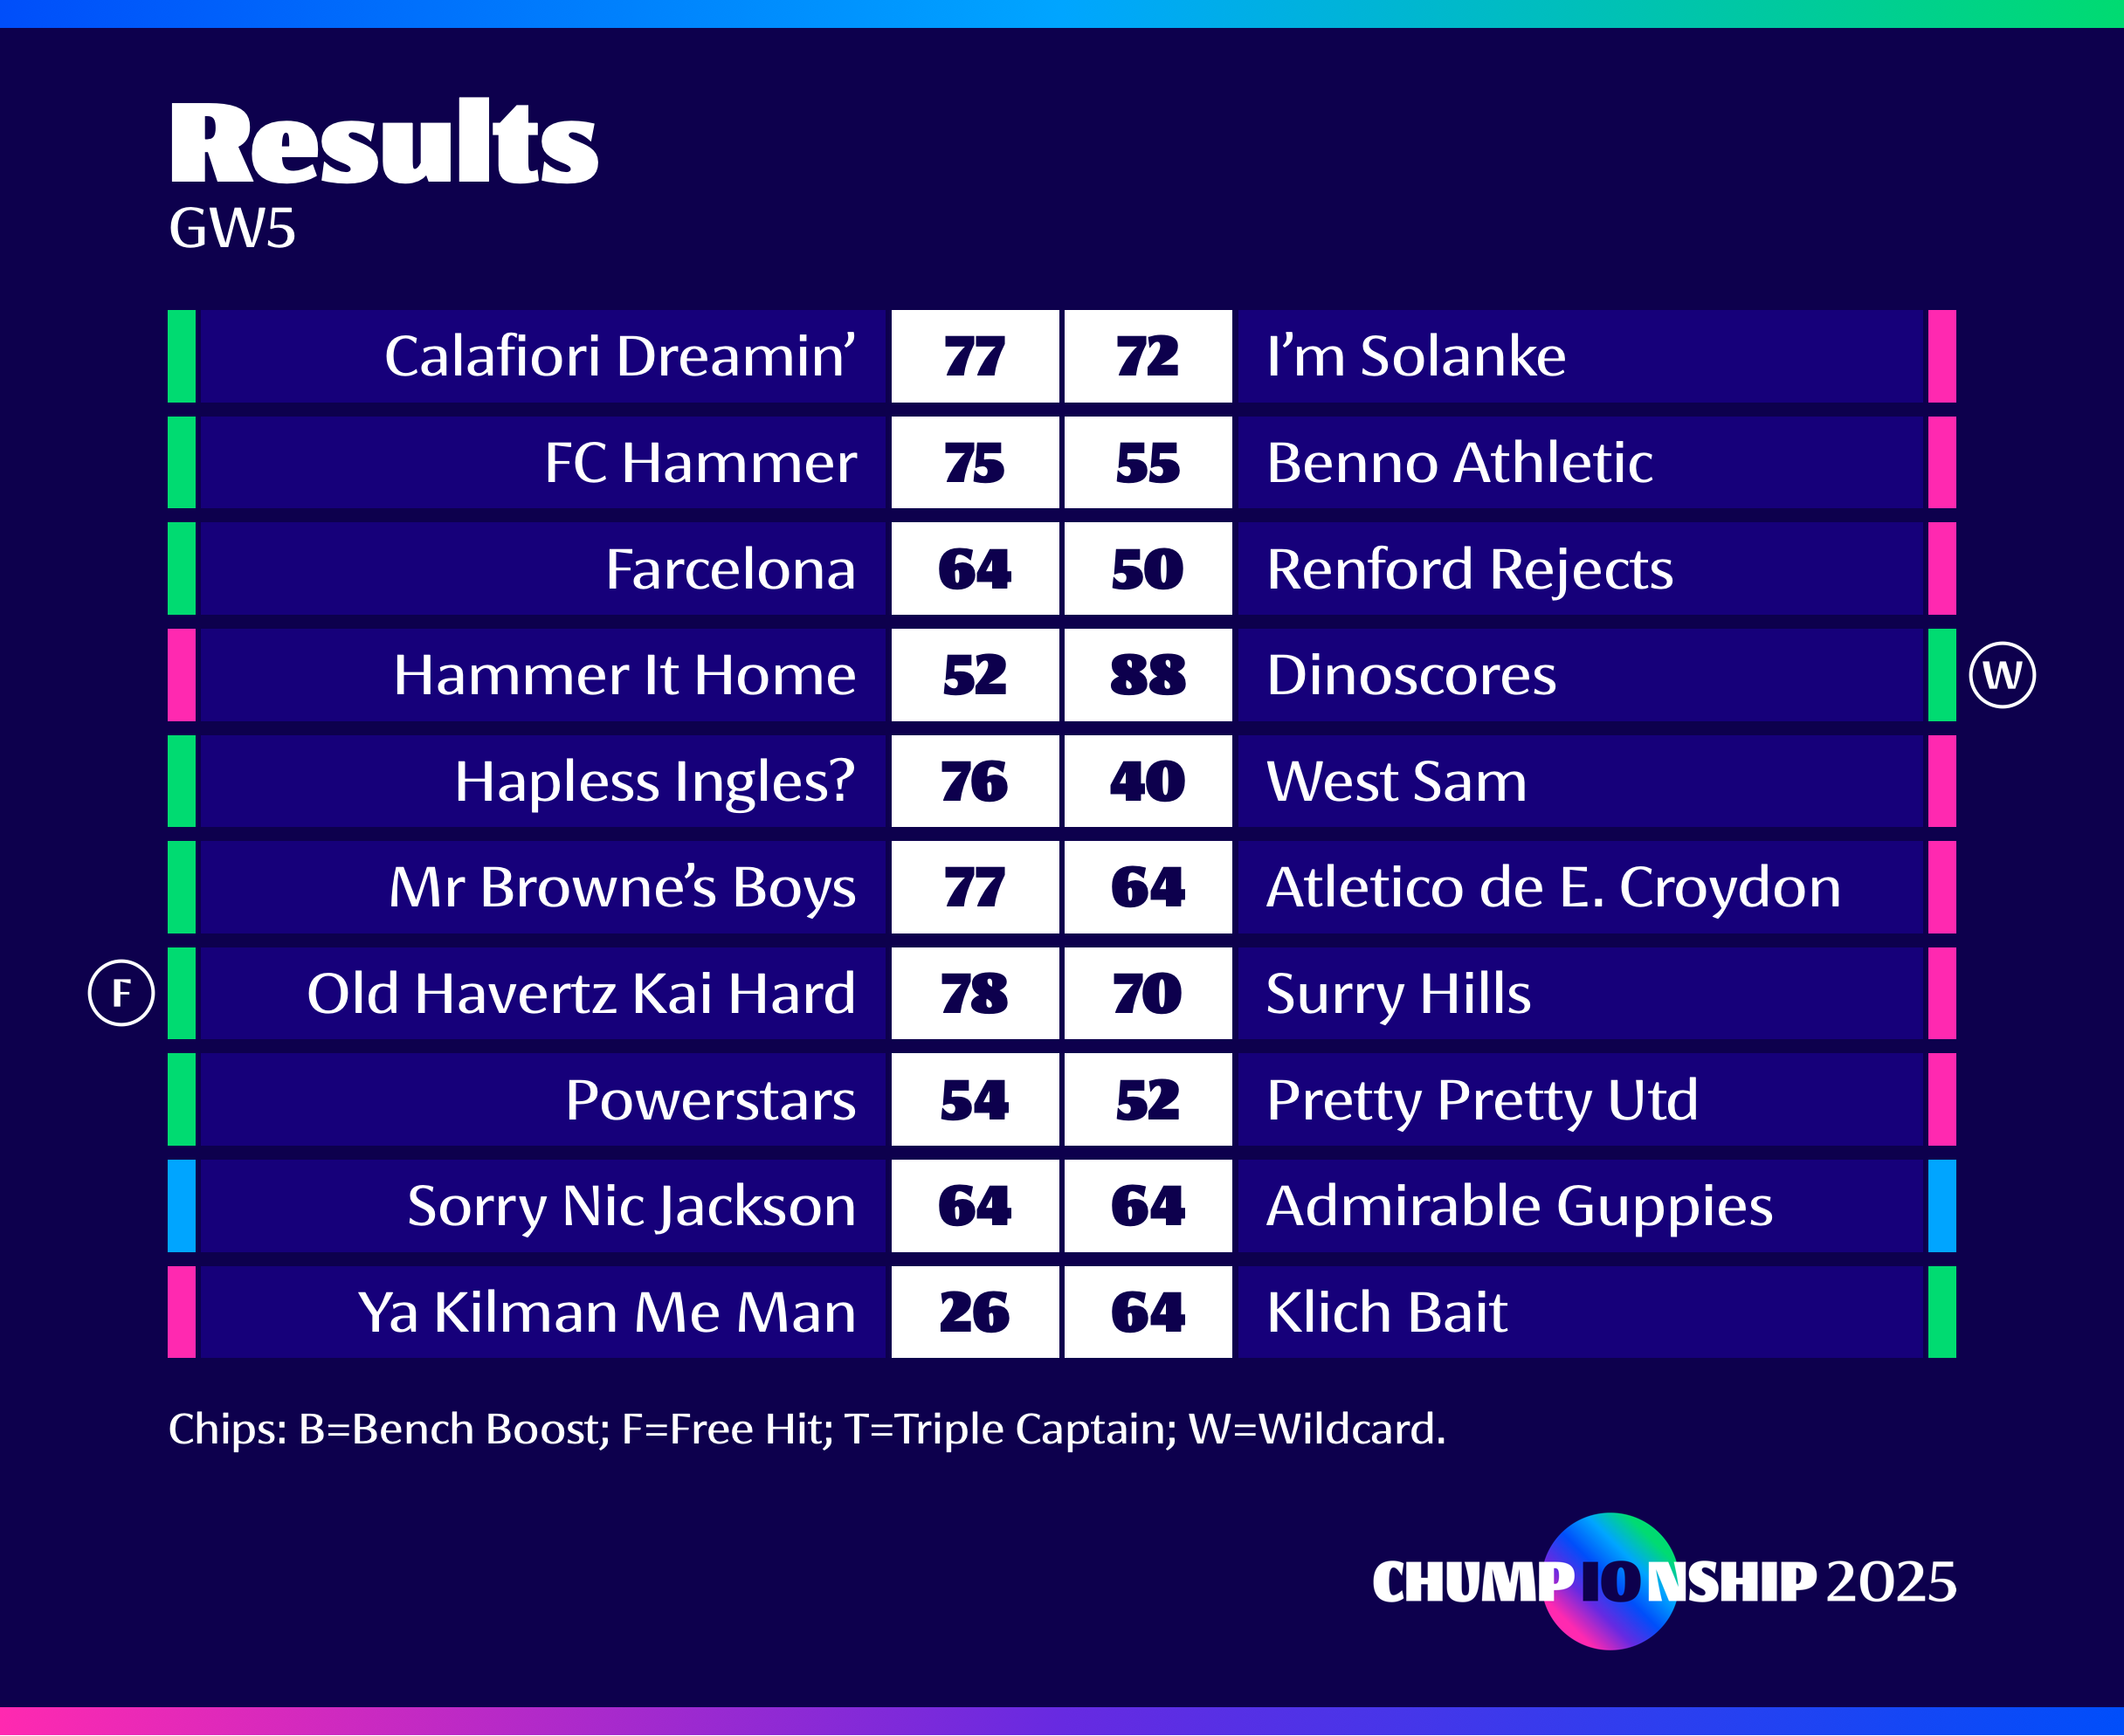 Results
GW5
Calafiori Dreamin’ 77 72 I’m Solanke
FC Hammer 75 55 Benno Athletic
Farcelona 64 50 Renford Rejects
Hammer It Home 52 88 Dinoscores W
Hapless Ingles? 76 40 West Sam
Mr Browne’s Boys 77 64 Atletico de E. Croydon
F Old Havertz Kai Hard 78 70 Surry Hills
Powerstars 54 52 Pretty Pretty Utd
Sorry Nic Jackson 64 64 Admirable Guppies
Ya Kilman Me Man 26 64 Klich Bait
Chips: B=Bench Boost; F=Free Hit; T=Triple Captain; W=Wildcard.
CHUMPIONSHIP 2025